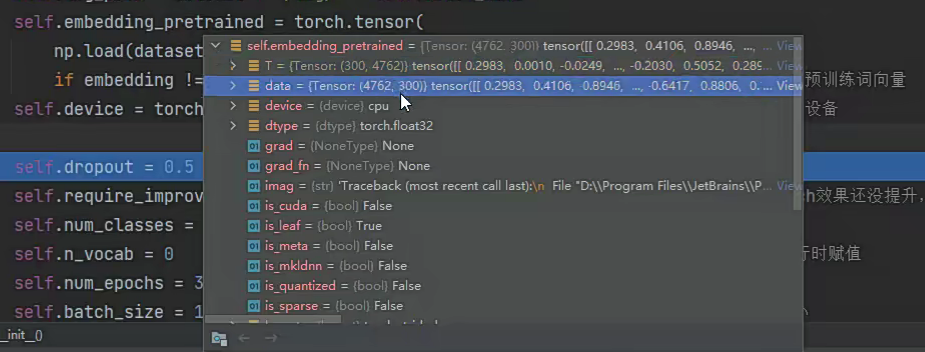 self.embedding_pretrained = torch.tensor(
np.load(dataset
self.embedding_pretrained = {Tensor: (4762, 300)} tensor([[ 0.2983, 0.4106, 0.8946, ..., ... View
T = {Tensor: (300, 4762)} tensor([[ 0.2983, 0.0010, -0.0249, ..., -0.2030, 0.5052, 0.289... View
if embedding != 预训练词向量
data = {Tensor: (4762, 300)} tensor([[ 0.2983, 0.4106, 0.8946, ..., -0.6417, 0.8806, 0. ... View
self.device = torch 设备
device = {device} cpu
dtype = {dtype} torch.float32
grad = {NoneType} None
self.dropout = 0.5
grad_fn = {NoneType} None
imag = {str} 'Traceback (most recent call last):\n File "D:\\Program Files\\JetBrains\\P... View
self.require_improv h效果还没提升，
is_cuda = {bool} False
self.num_classes =
is_leaf = {bool} True
is_meta = {bool} False
self.n_vocab = 0 行时赋值
is_mkldnn = {bool} False
self.num_epochs = 3
is_quantized = {bool} False
is_sparse = {bool} False
self.batch_size = 1
_init_()